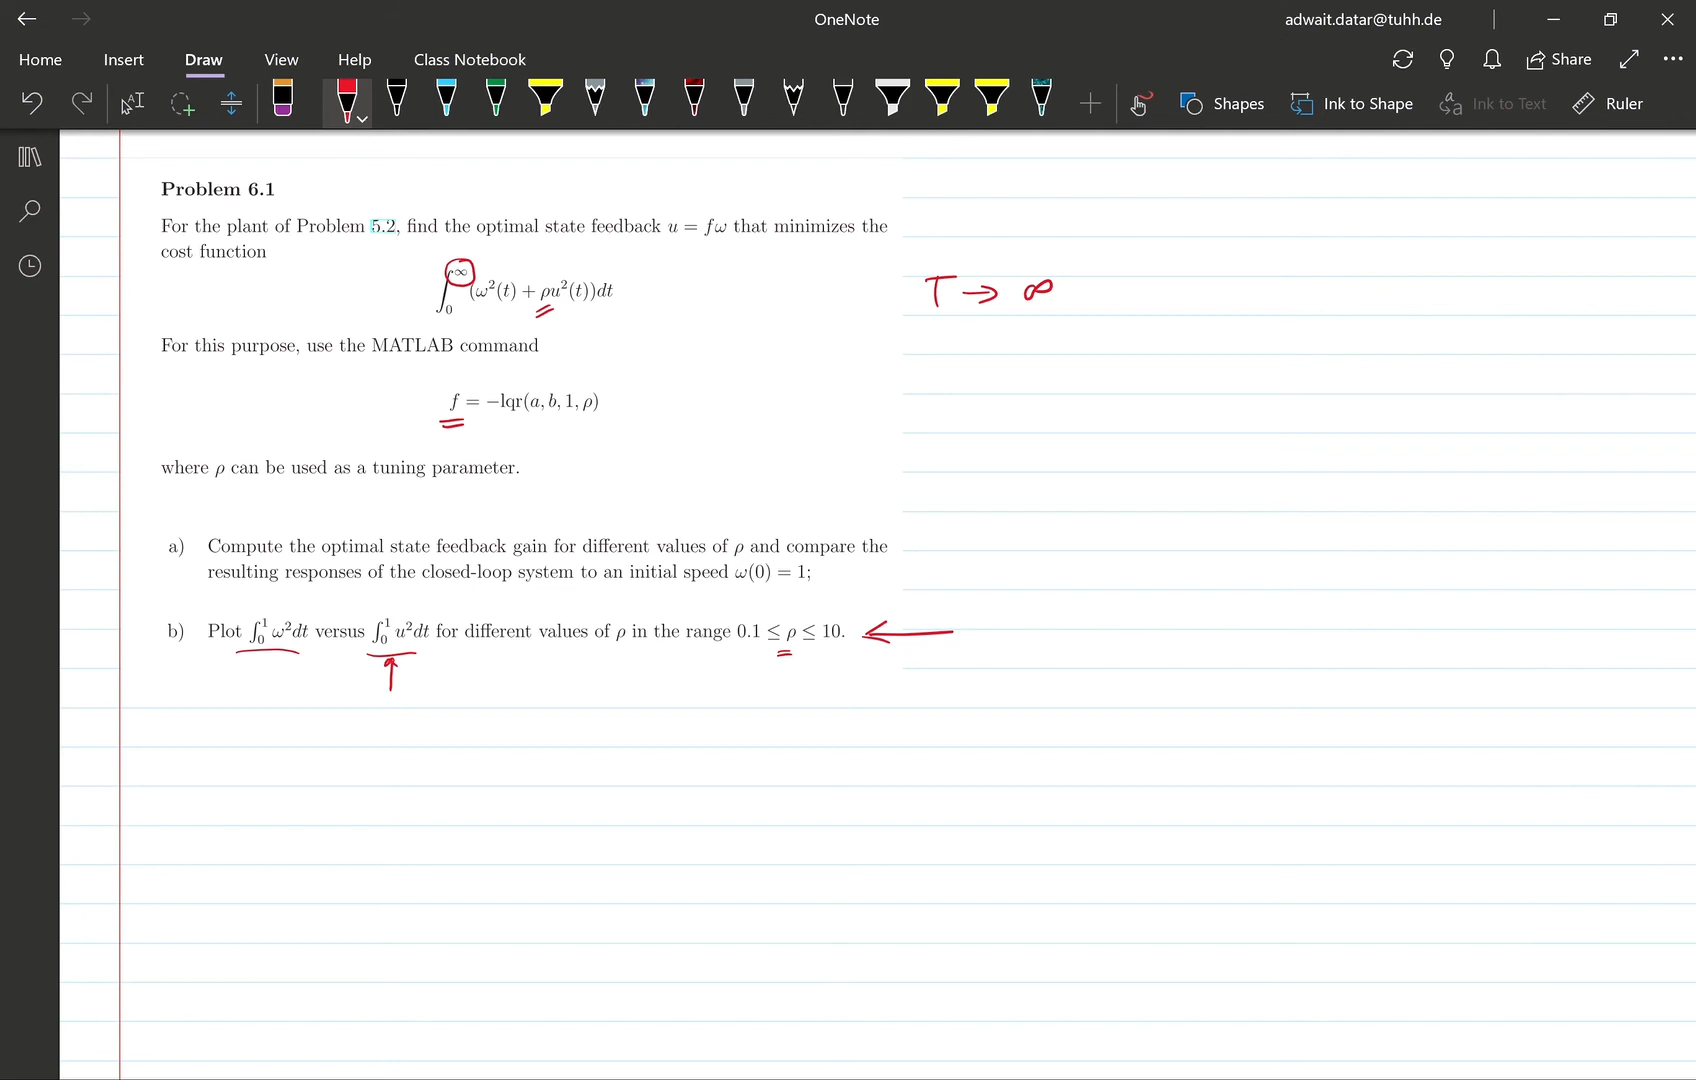 OneNote
adwait.datar@tuhh.de
Home Insert Draw View Help Class Notebook
Share
Shapes Ink to Shape Ink to Text Ruler
Problem 6.1
For the plant of Problem 5.2, find the optimal state feedback u = fω that minimizes the
cost function
∫₀^∞ (ω²(t) + ρu²(t))dt
T → ∞
For this purpose, use the MATLAB command
f = −lqr(a, b, 1, ρ)
where ρ can be used as a tuning parameter.
a) Compute the optimal state feedback gain for different values of ρ and compare the
resulting responses of the closed-loop system to an initial speed ω(0) = 1;
b) Plot ∫₀¹ ω²dt versus ∫₀¹ u²dt for different values of ρ in the range 0.1 ≤ ρ ≤ 10.